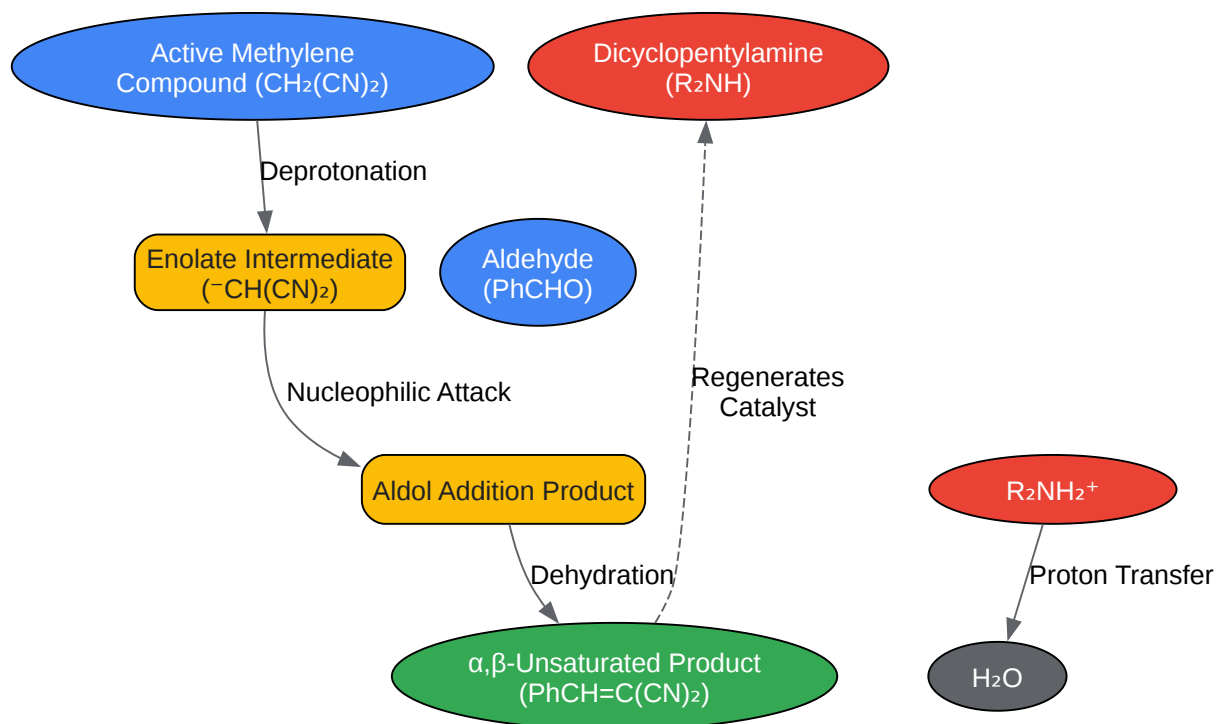 Active Methylene
Compound (CH₂(CN)₂)
Dicyclopentylamine
(R₂NH)
Deprotonation
Enolate Intermediate
(⁻CH(CN)₂)
Aldehyde
(PhCHO)
Nucleophilic Attack
Regenerates
Catalyst
Aldol Addition Product
R₂NH₂⁺
Dehydration
Proton Transfer
α,β-Unsaturated Product
(PhCH=C(CN)₂)
H₂O